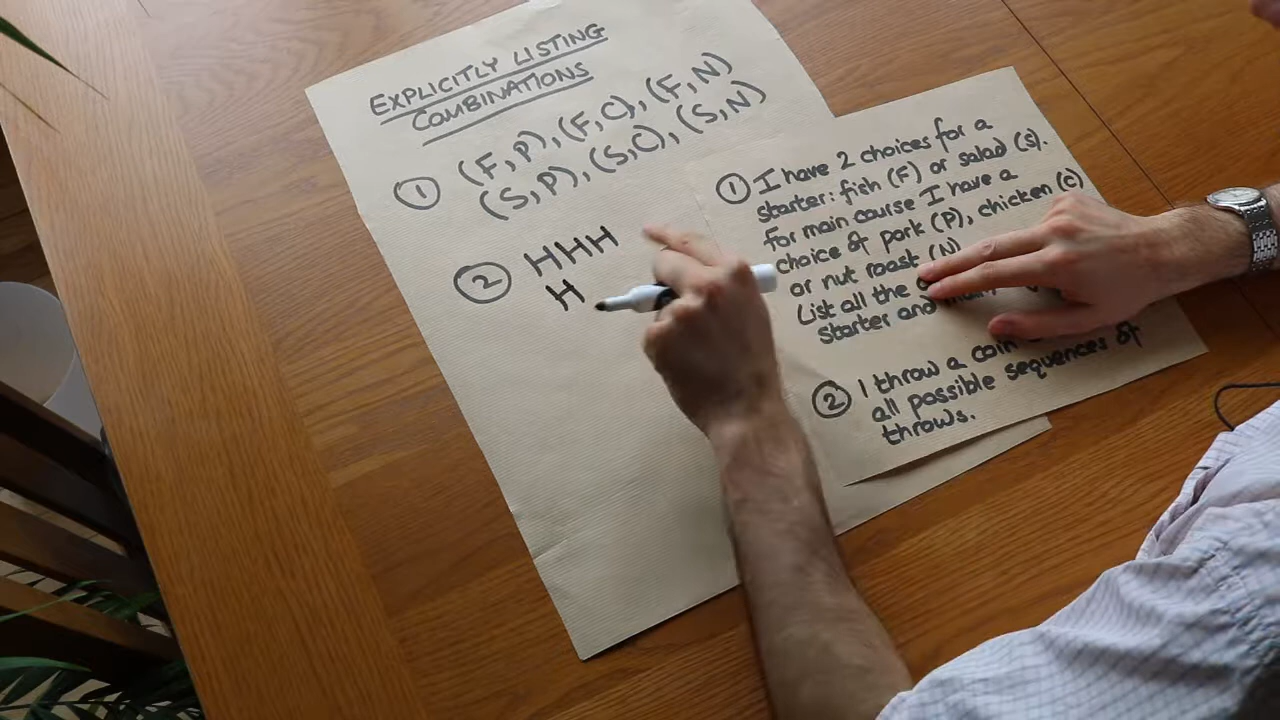 EXPLICITLY LISTING
COMBINATIONS
① (F,P), (F,C), (F,N)
(S,P), (S,C), (S,N)
② HHH
H
① I have 2 choices for a
starter: fish (F) or salad (S).
for main course I have a
choice of pork (P), chicken (C)
or nut roast (N)
List all the
starter and
② I throw a coin
all possible sequences of
throws.